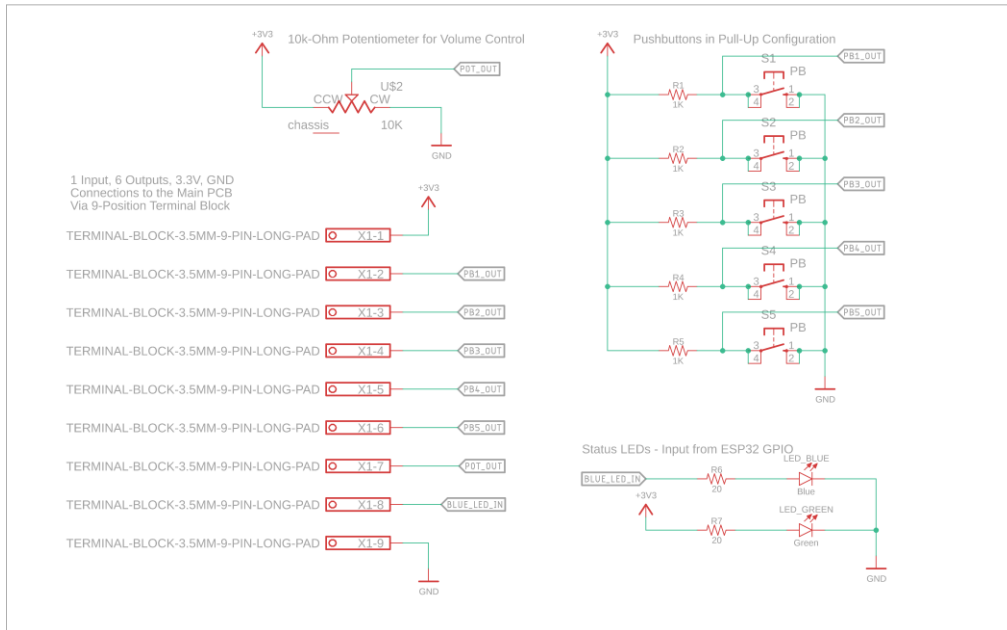 +3V3
10k-Ohm Potentiometer for Volume Control
POT_OUT
U$2
CCW
CW
chassis
10K
GND
1 Input, 6 Outputs, 3.3V, GND
Connections to the Main PCB
Via 9-Position Terminal Block
+3V3
TERMINAL-BLOCK-3.5MM-9-PIN-LONG-PAD X1-1
TERMINAL-BLOCK-3.5MM-9-PIN-LONG-PAD X1-2 PB1_OUT
TERMINAL-BLOCK-3.5MM-9-PIN-LONG-PAD X1-3 PB2_OUT
TERMINAL-BLOCK-3.5MM-9-PIN-LONG-PAD X1-4 PB3_OUT
TERMINAL-BLOCK-3.5MM-9-PIN-LONG-PAD X1-5 PB4_OUT
TERMINAL-BLOCK-3.5MM-9-PIN-LONG-PAD X1-6 PB5_OUT
TERMINAL-BLOCK-3.5MM-9-PIN-LONG-PAD X1-7 POT_OUT
TERMINAL-BLOCK-3.5MM-9-PIN-LONG-PAD X1-8 BLUE_LED_IN
TERMINAL-BLOCK-3.5MM-9-PIN-LONG-PAD X1-9
GND
+3V3
Pushbuttons in Pull-Up Configuration
S1
PB1_OUT
PB
R1
1K
3 1
4 2
S2
PB2_OUT
PB
R2
1K
3 1
4 2
S3
PB3_OUT
PB
R3
1K
3 1
4 2
S4
PB4_OUT
PB
R4
1K
3 1
4 2
S5
PB5_OUT
PB
R5
1K
3 1
4 2
GND
Status LEDs - Input from ESP32 GPIO
LED_BLUE
BLUE_LED_IN
R6
20
Blue
+3V3
LED_GREEN
R7
20
Green
GND